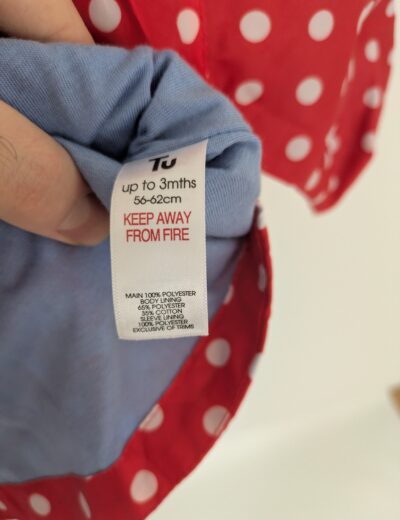 Tu
up to 3mths
56-62cm
KEEP AWAY
FROM FIRE
MAIN 100% POLYESTER
BODY LINING
65% POLYESTER
35% COTTON
SLEEVE LINING
100% POLYESTER
EXCLUSIVE OF TRIMS